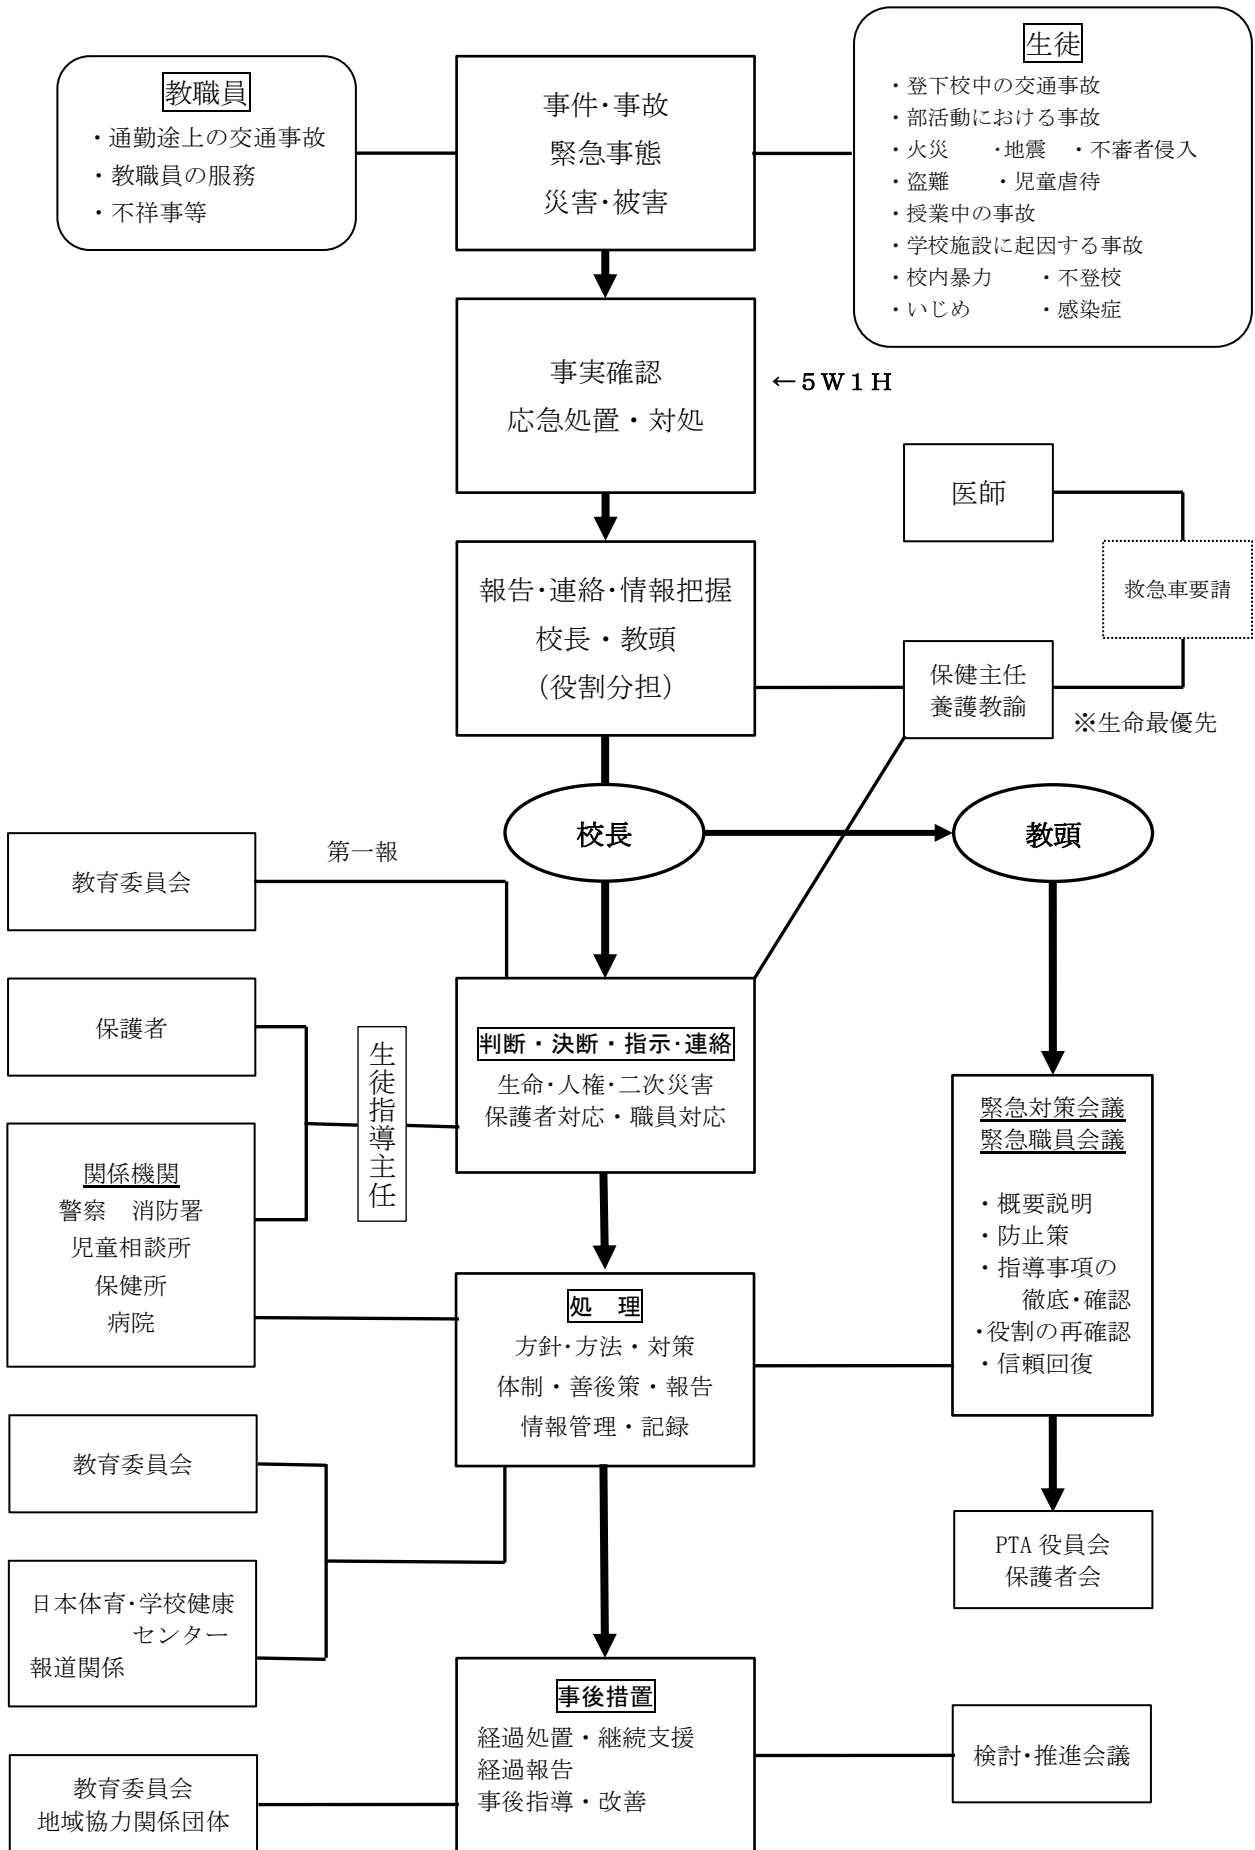 教職員
・通勤途上の交通事故
・教職員の服務
・不祥事等
事件・事故
緊急事態
災害・被害
生徒
・登下校中の交通事故
・部活動における事故
・火災　・地震　・不審者侵入
・盗難　・児童虐待
・授業中の事故
・学校施設に起因する事故
・校内暴力　・不登校
・いじめ　・感染症
事実確認
応急処置・対処
←５Ｗ１Ｈ
医師
救急車要請
報告・連絡・情報把握
校長・教頭
（役割分担）
保健主任
養護教諭
※生命最優先
校長
教頭
第一報
教育委員会
保護者
生徒指導主任
判断・決断・指示・連絡
生命・人権・二次災害
保護者対応・職員対応
関係機関
警察　消防署
児童相談所
保健所
病院
緊急対策会議
緊急職員会議
・概要説明
・防止策
・指導事項の
徹底・確認
・役割の再確認
・信頼回復
処　理
方針・方法・対策
体制・善後策・報告
情報管理・記録
教育委員会
日本体育・学校健康
センター
報道関係
PTA 役員会
保護者会
事後措置
経過処置・継続支援
経過報告
事後指導・改善
検討・推進会議
教育委員会
地域協力関係団体